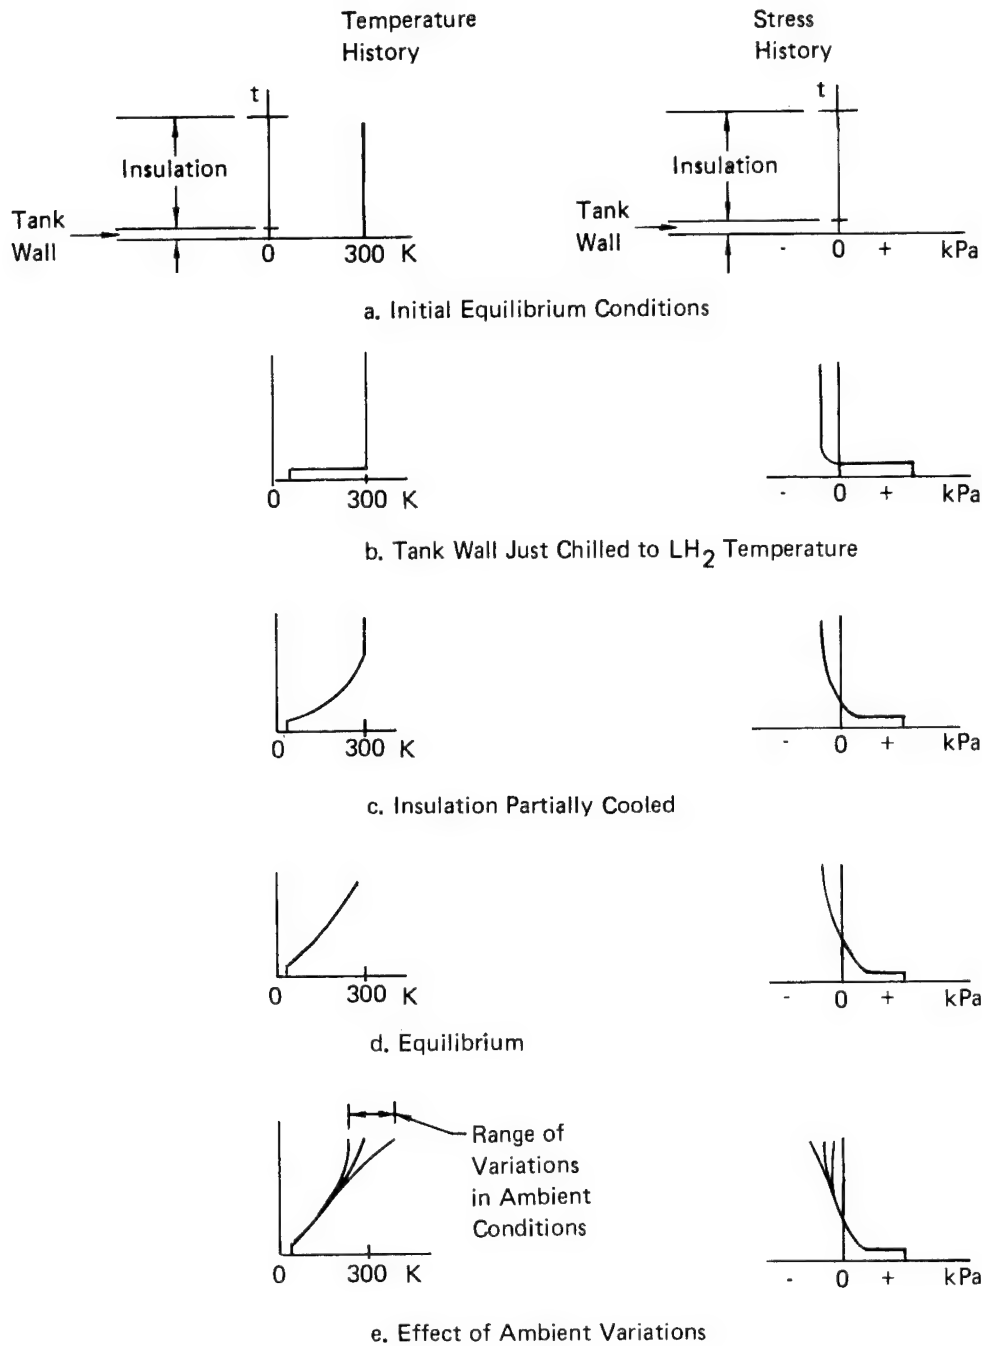 Temperature
History
Stress
History
t
Insulation
Tank
Wall
0 300 K
t
Insulation
Tank
Wall
- 0 + kPa
a. Initial Equilibrium Conditions
0 300 K
- 0 + kPa
b. Tank Wall Just Chilled to LH2 Temperature
0 300 K
- 0 + kPa
c. Insulation Partially Cooled
0 300 K
- 0 + kPa
d. Equilibrium
Range of
Variations
in Ambient
Conditions
0 300 K
- 0 + kPa
e. Effect of Ambient Variations